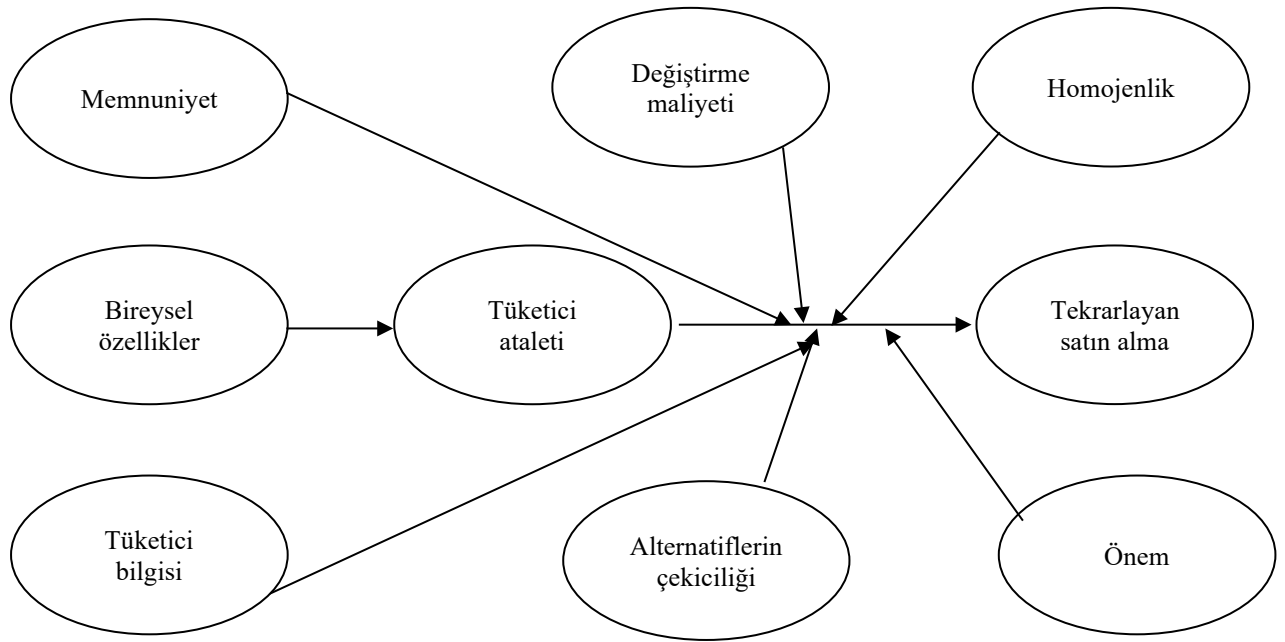 Memnuniyet
Değiştirme
maliyeti
Homojenlik
Bireysel
özellikler
Tüketici
ataleti
Tekrarlayan
satın alma
Tüketici
bilgisi
Alternatiflerin
çekiciliği
Önem